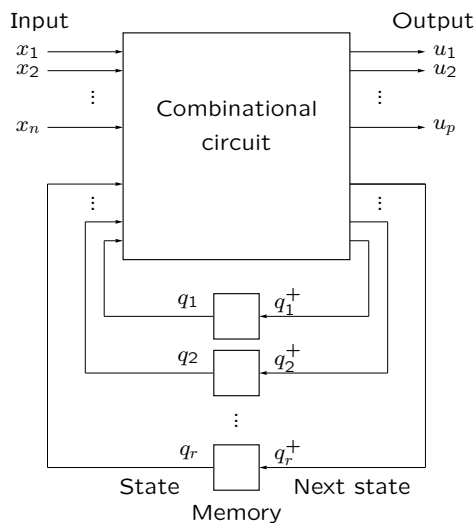 Input Output
x₁ u₁
x₂ u₂
⋮ ⋮
Combinational
circuit
xₙ uₚ
⋮ ⋮
q₁ q₁⁺
q₂ q₂⁺
⋮
qᵣ qᵣ⁺
State Next state
Memory